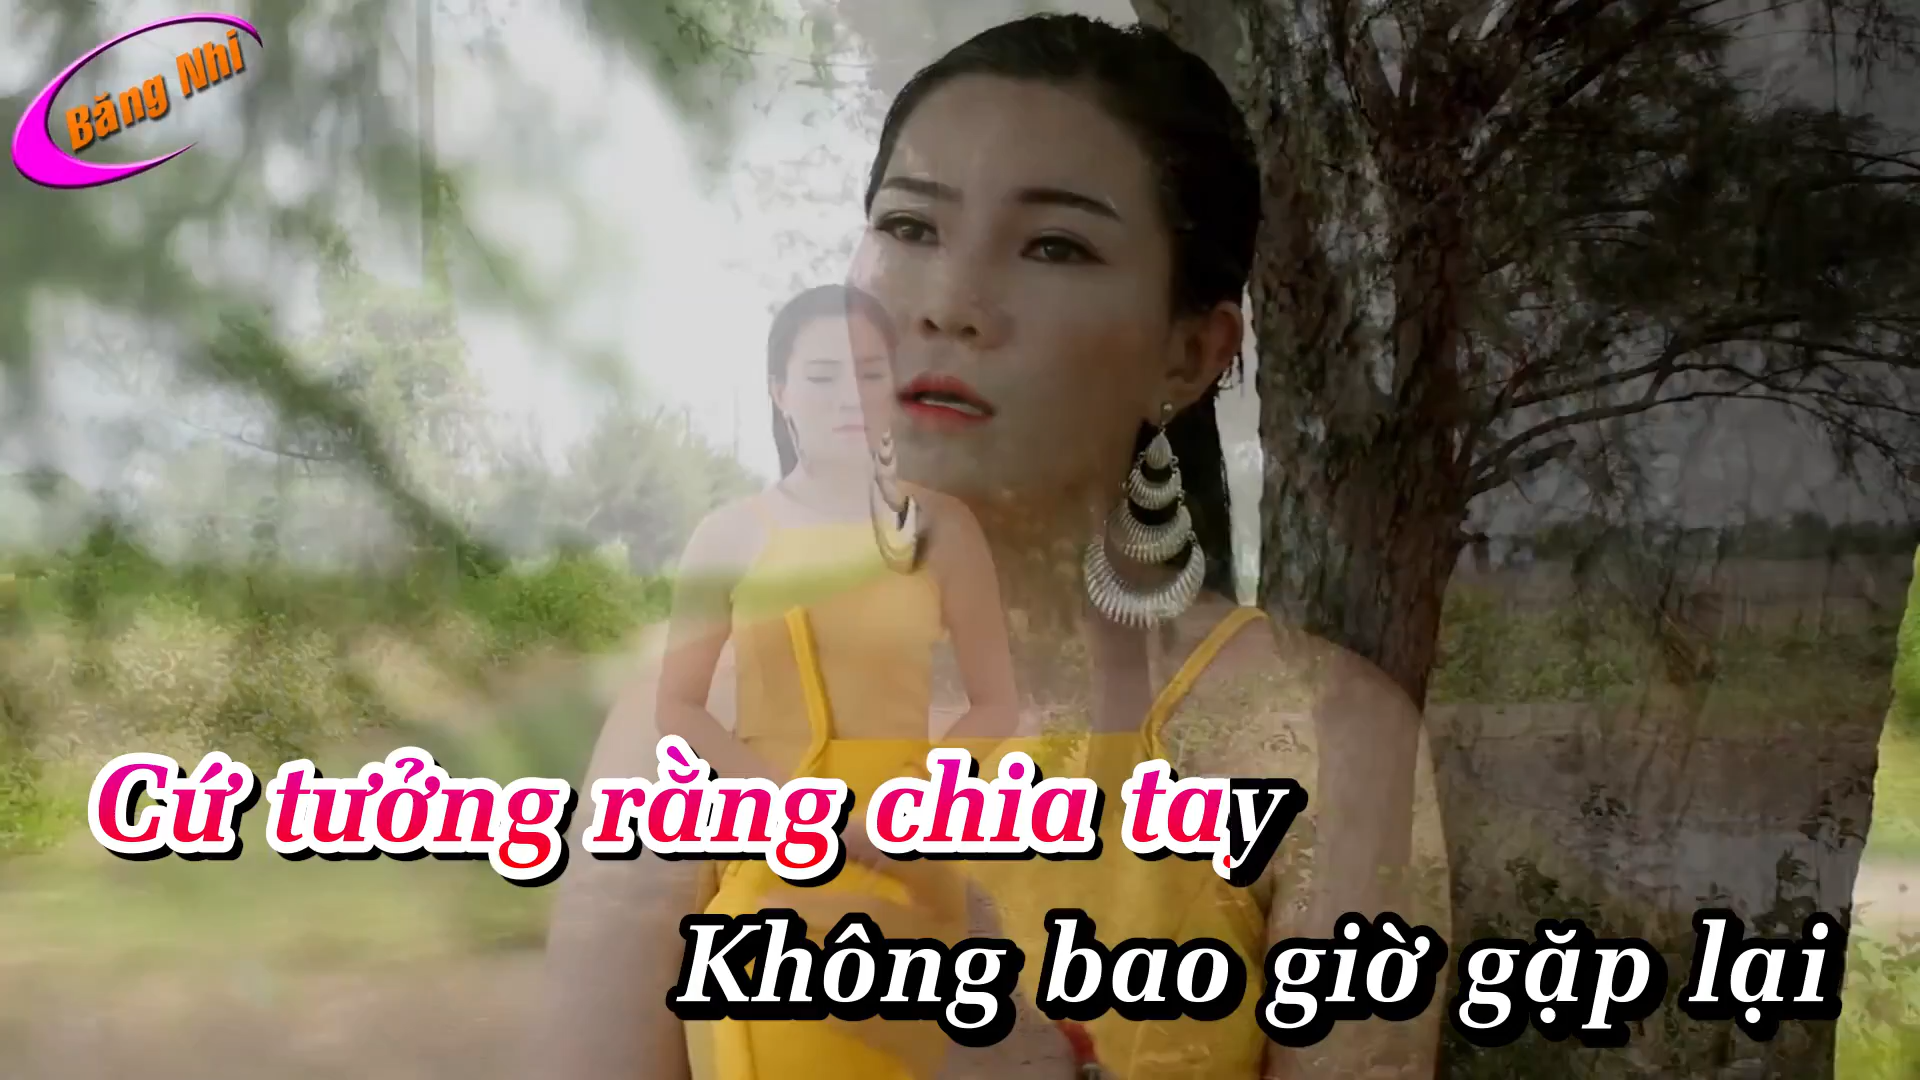 Băng Nhi
Cứ tưởng rằng chia tay
Không bao giờ gặp lại